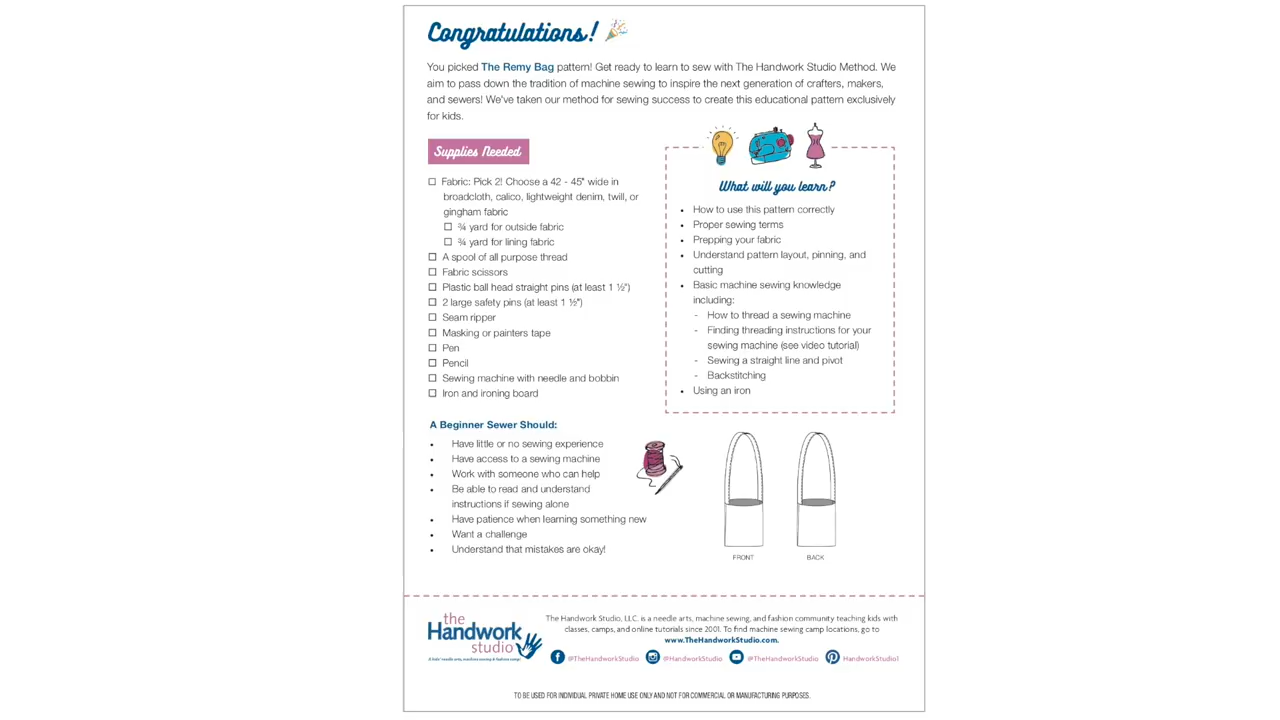 Congratulations!
You picked The Remy Bag pattern! Get ready to learn to sew with The Handwork Studio Method. We
aim to pass down the tradition of machine sewing to inspire the next generation of crafters, makers,
and sewers! We've taken our method for sewing success to create this educational pattern exclusively
for kids.
Supplies Needed
Fabric: Pick 2! Choose a 42 - 45" wide in
broadcloth, calico, lightweight denim, twill, or
gingham fabric
¾ yard for outside fabric
¾ yard for lining fabric
A spool of all purpose thread
Fabric scissors
Plastic ball head straight pins (at least 1 ½")
2 large safety pins (at least 1 ½")
Seam ripper
Masking or painters tape
Pen
Pencil
Sewing machine with needle and bobbin
Iron and ironing board
What will you learn?
• How to use this pattern correctly
• Proper sewing terms
• Prepping your fabric
• Understand pattern layout, pinning, and
cutting
• Basic machine sewing knowledge
including:
- How to thread a sewing machine
- Finding threading instructions for your
sewing machine (see video tutorial)
- Sewing a straight line and pivot
- Backstitching
• Using an iron
A Beginner Sewer Should:
• Have little or no sewing experience
• Have access to a sewing machine
• Work with someone who can help
• Be able to read and understand
instructions if sewing alone
• Have patience when learning something new
• Want a challenge
• Understand that mistakes are okay!
FRONT
BACK
the
Handwork
studio
A kids' needle arts, machine sewing & fashion camp!
The Handwork Studio, LLC. is a needle arts, machine sewing, and fashion community teaching kids with
classes, camps, and online tutorials since 2001. To find machine sewing camp locations, go to
www.TheHandworkStudio.com.
@TheHandworkStudio
@HandworkStudio
@TheHandworkStudio
HandworkStudio1
TO BE USED FOR INDIVIDUAL PRIVATE HOME USE ONLY AND NOT FOR COMMERCIAL OR MANUFACTURING PURPOSES.